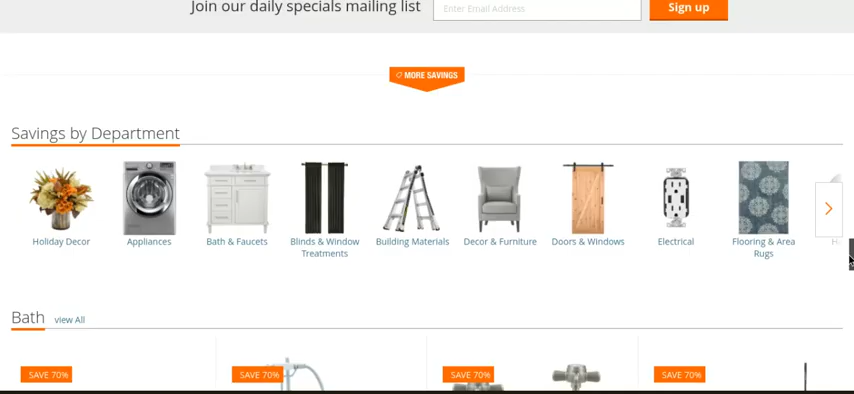 Join our daily specials mailing list
Enter Email Address
Sign up
MORE SAVINGS
Savings by Department
Holiday Decor
Appliances
Bath & Faucets
Blinds & Window
Treatments
Building Materials
Decor & Furniture
Doors & Windows
Electrical
Flooring & Area
Rugs
Bath view All
SAVE 70% SAVE 70% SAVE 70% SAVE 70%